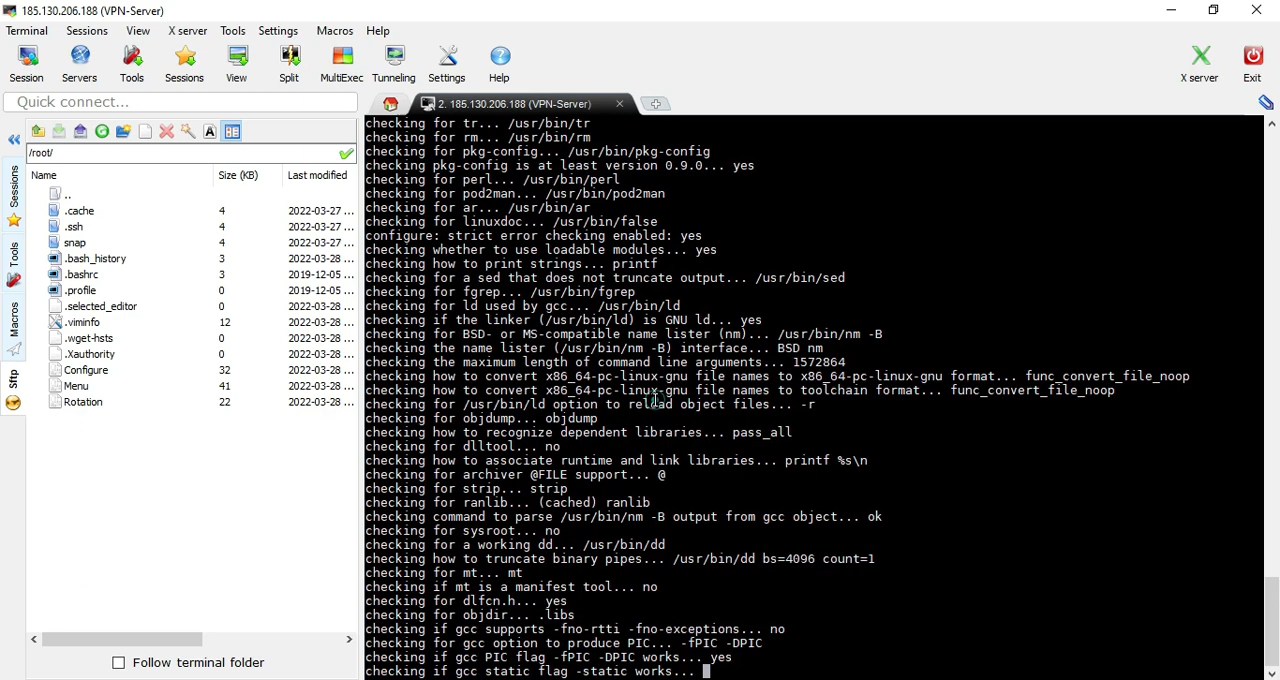 185.130.206.188 (VPN-Server)
Terminal Sessions View X server Tools Settings Macros Help
Session Servers Tools Sessions View Split MultiExec Tunneling Settings Help X server Exit
Quick connect...
2. 185.130.206.188 (VPN-Server)
/root/
Name Size (KB) Last modified
..
.cache 4 2022-03-27 ...
.ssh 4 2022-03-27 ...
snap 4 2022-03-27 ...
.bash_history 3 2022-03-28 ...
.bashrc 3 2019-12-05 ...
.profile 0 2019-12-05 ...
.selected_editor 0 2022-03-28 ...
.viminfo 12 2022-03-28 ...
.wget-hsts 0 2022-03-28 ...
.Xauthority 0 2022-03-28 ...
Configure 32 2022-03-28 ...
Menu 41 2022-03-28 ...
Rotation 22 2022-03-28 ...
Follow terminal folder
Sessions
Tools
Macros
Sftp
checking for tr... /usr/bin/tr
checking for rm... /usr/bin/rm
checking for pkg-config... /usr/bin/pkg-config
checking pkg-config is at least version 0.9.0... yes
checking for perl... /usr/bin/perl
checking for pod2man... /usr/bin/pod2man
checking for ar... /usr/bin/ar
checking for linuxdoc... /usr/bin/false
configure: strict error checking enabled: yes
checking whether to use loadable modules... yes
checking how to print strings... printf
checking for a sed that does not truncate output... /usr/bin/sed
checking for fgrep... /usr/bin/fgrep
checking for ld used by gcc... /usr/bin/ld
checking if the linker (/usr/bin/ld) is GNU ld... yes
checking for BSD- or MS-compatible name lister (nm)... /usr/bin/nm -B
checking the name lister (/usr/bin/nm -B) interface... BSD nm
checking the maximum length of command line arguments... 1572864
checking how to convert x86_64-pc-linux-gnu file names to x86_64-pc-linux-gnu format... func_convert_file_noop
checking how to convert x86_64-pc-linux-gnu file names to toolchain format... func_convert_file_noop
checking for /usr/bin/ld option to reload object files... -r
checking for objdump... objdump
checking how to recognize dependent libraries... pass_all
checking for dlltool... no
checking how to associate runtime and link libraries... printf %s\n
checking for archiver @FILE support... @
checking for strip... strip
checking for ranlib... (cached) ranlib
checking command to parse /usr/bin/nm -B output from gcc object... ok
checking for sysroot... no
checking for a working dd... /usr/bin/dd
checking how to truncate binary pipes... /usr/bin/dd bs=4096 count=1
checking for mt... mt
checking if mt is a manifest tool... no
checking for dlfcn.h... yes
checking for objdir... .libs
checking if gcc supports -fno-rtti -fno-exceptions... no
checking for gcc option to produce PIC... -fPIC -DPIC
checking if gcc PIC flag -fPIC -DPIC works... yes
checking if gcc static flag -static works...